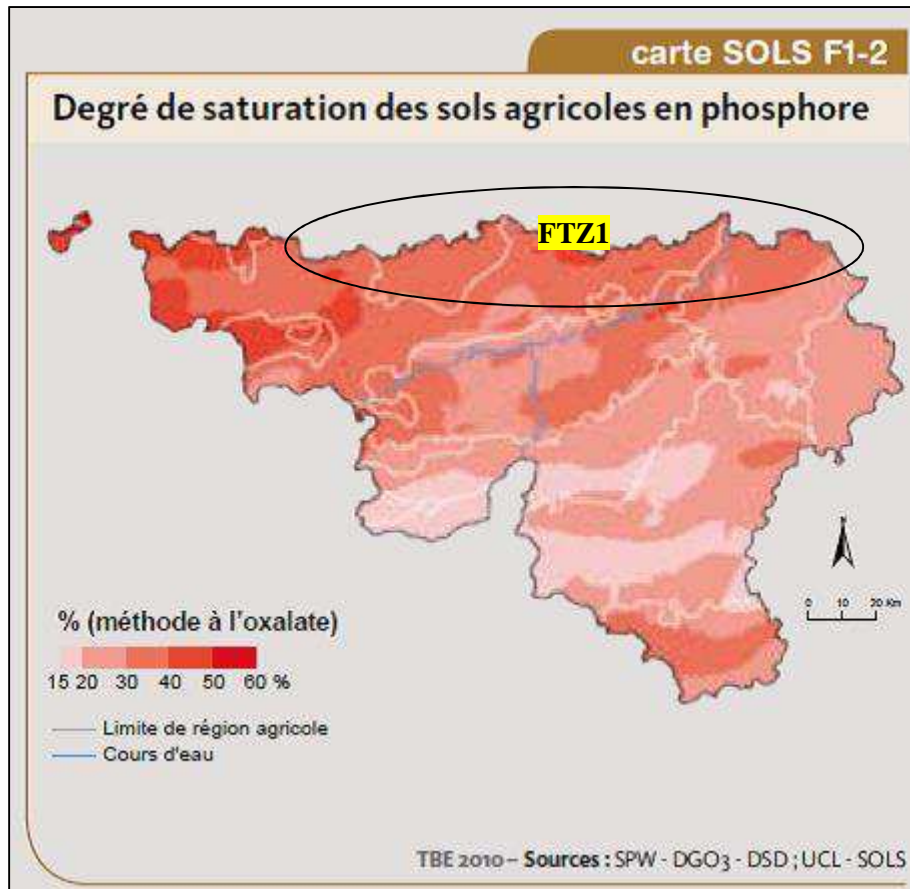 carte SOLS F1-2
Degré de saturation des sols agricoles en phosphore
FTZ1
N
0 10 20 Km
% (méthode à l'oxalate)
15 20 30 40 50 60 %
Limite de région agricole
Cours d'eau
TBE 2010 – Sources : SPW - DGO3 - DSD ; UCL - SOLS